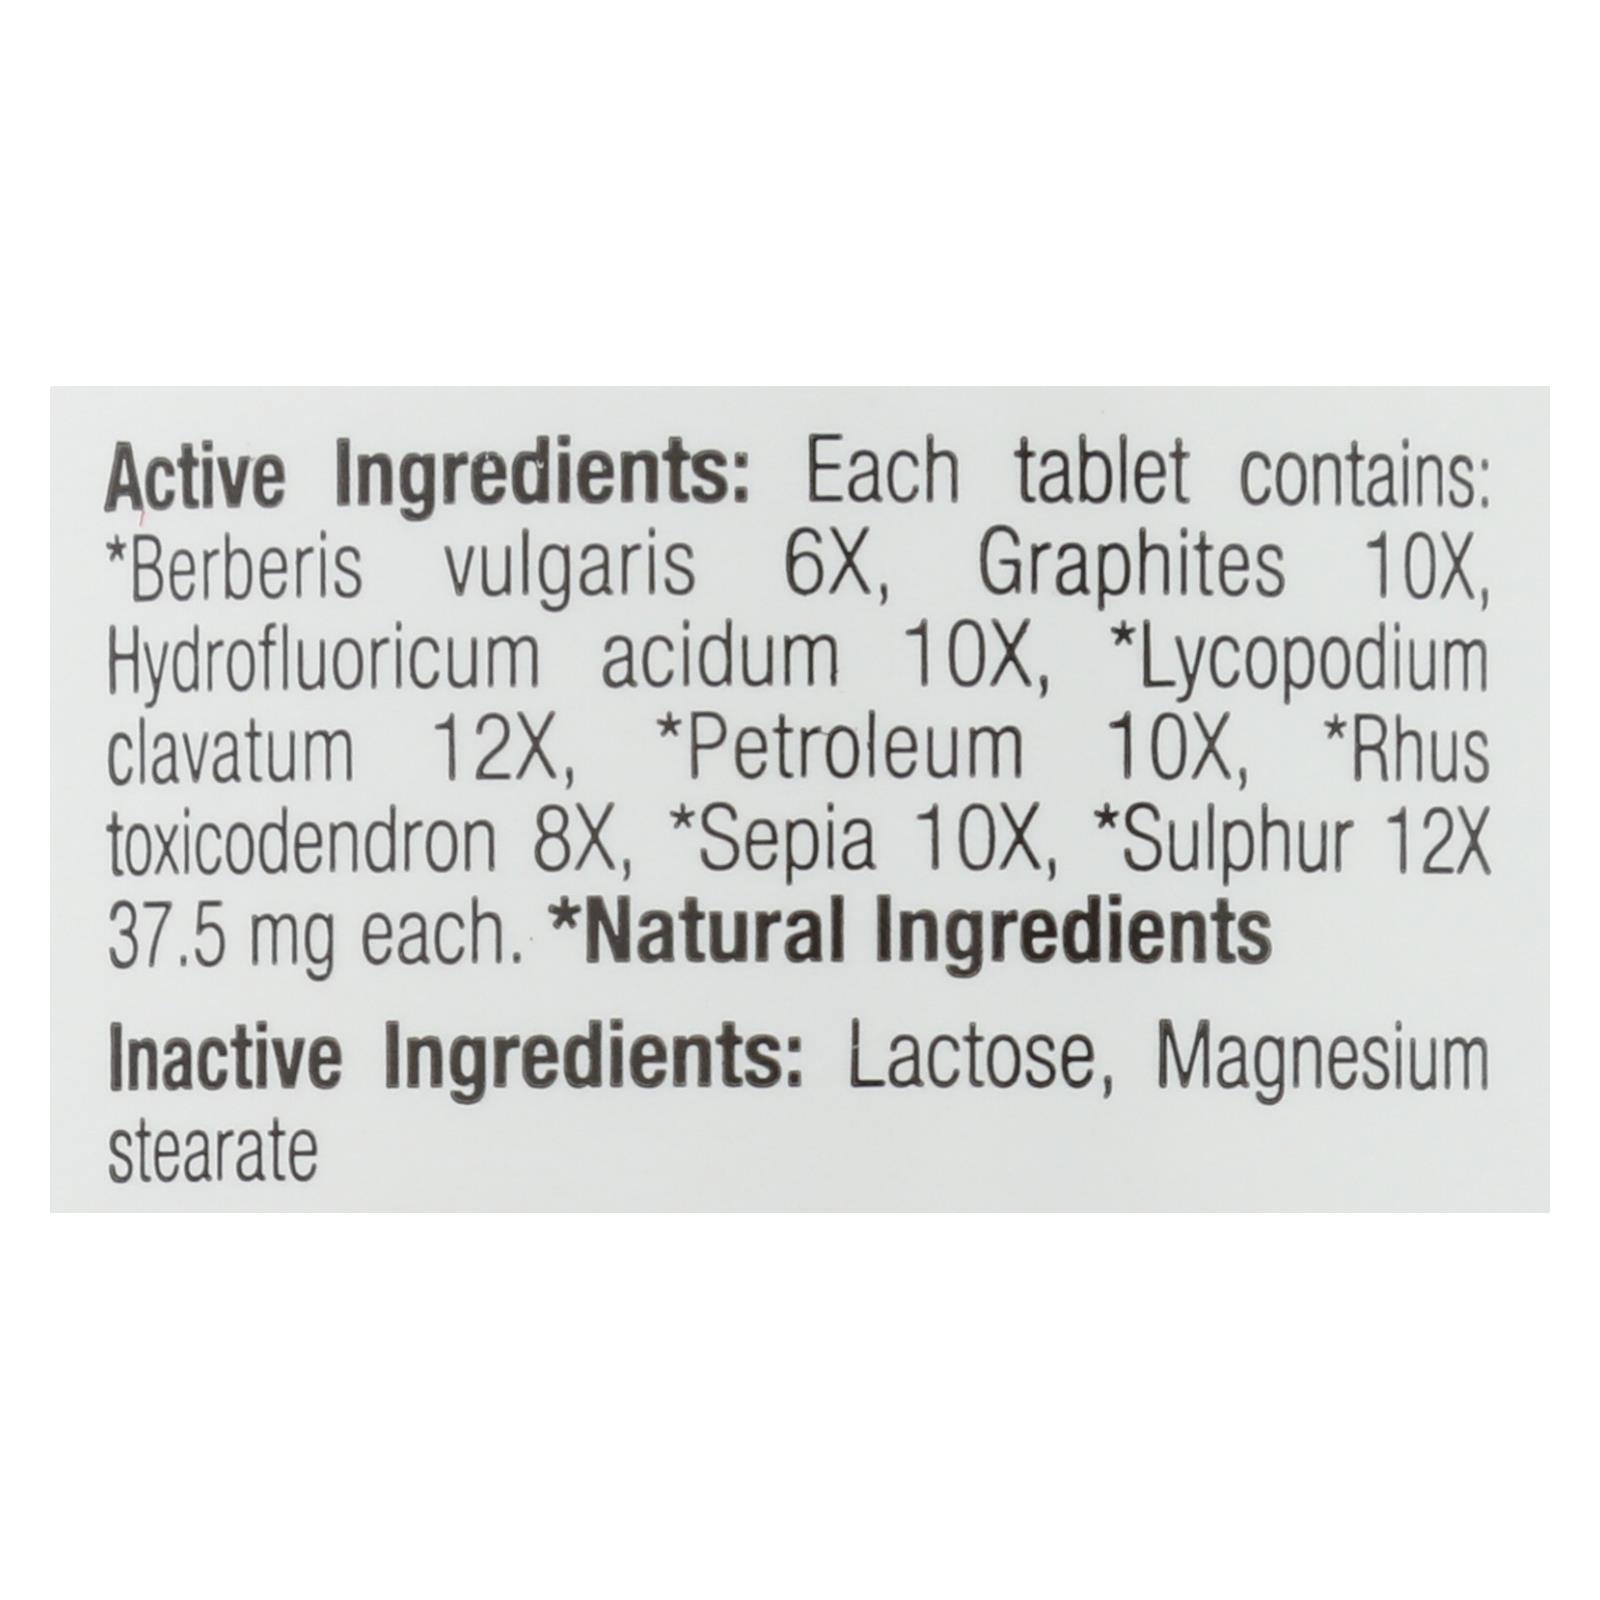 Active Ingredients: Each tablet contains:
*Berberis vulgaris 6X, Graphites 10X,
Hydrofluoricum acidum 10X, *Lycopodium
clavatum 12X, *Petroleum 10X, *Rhus
toxicodendron 8X, *Sepia 10X, *Sulphur 12X
37.5 mg each. *Natural Ingredients
Inactive Ingredients: Lactose, Magnesium
stearate